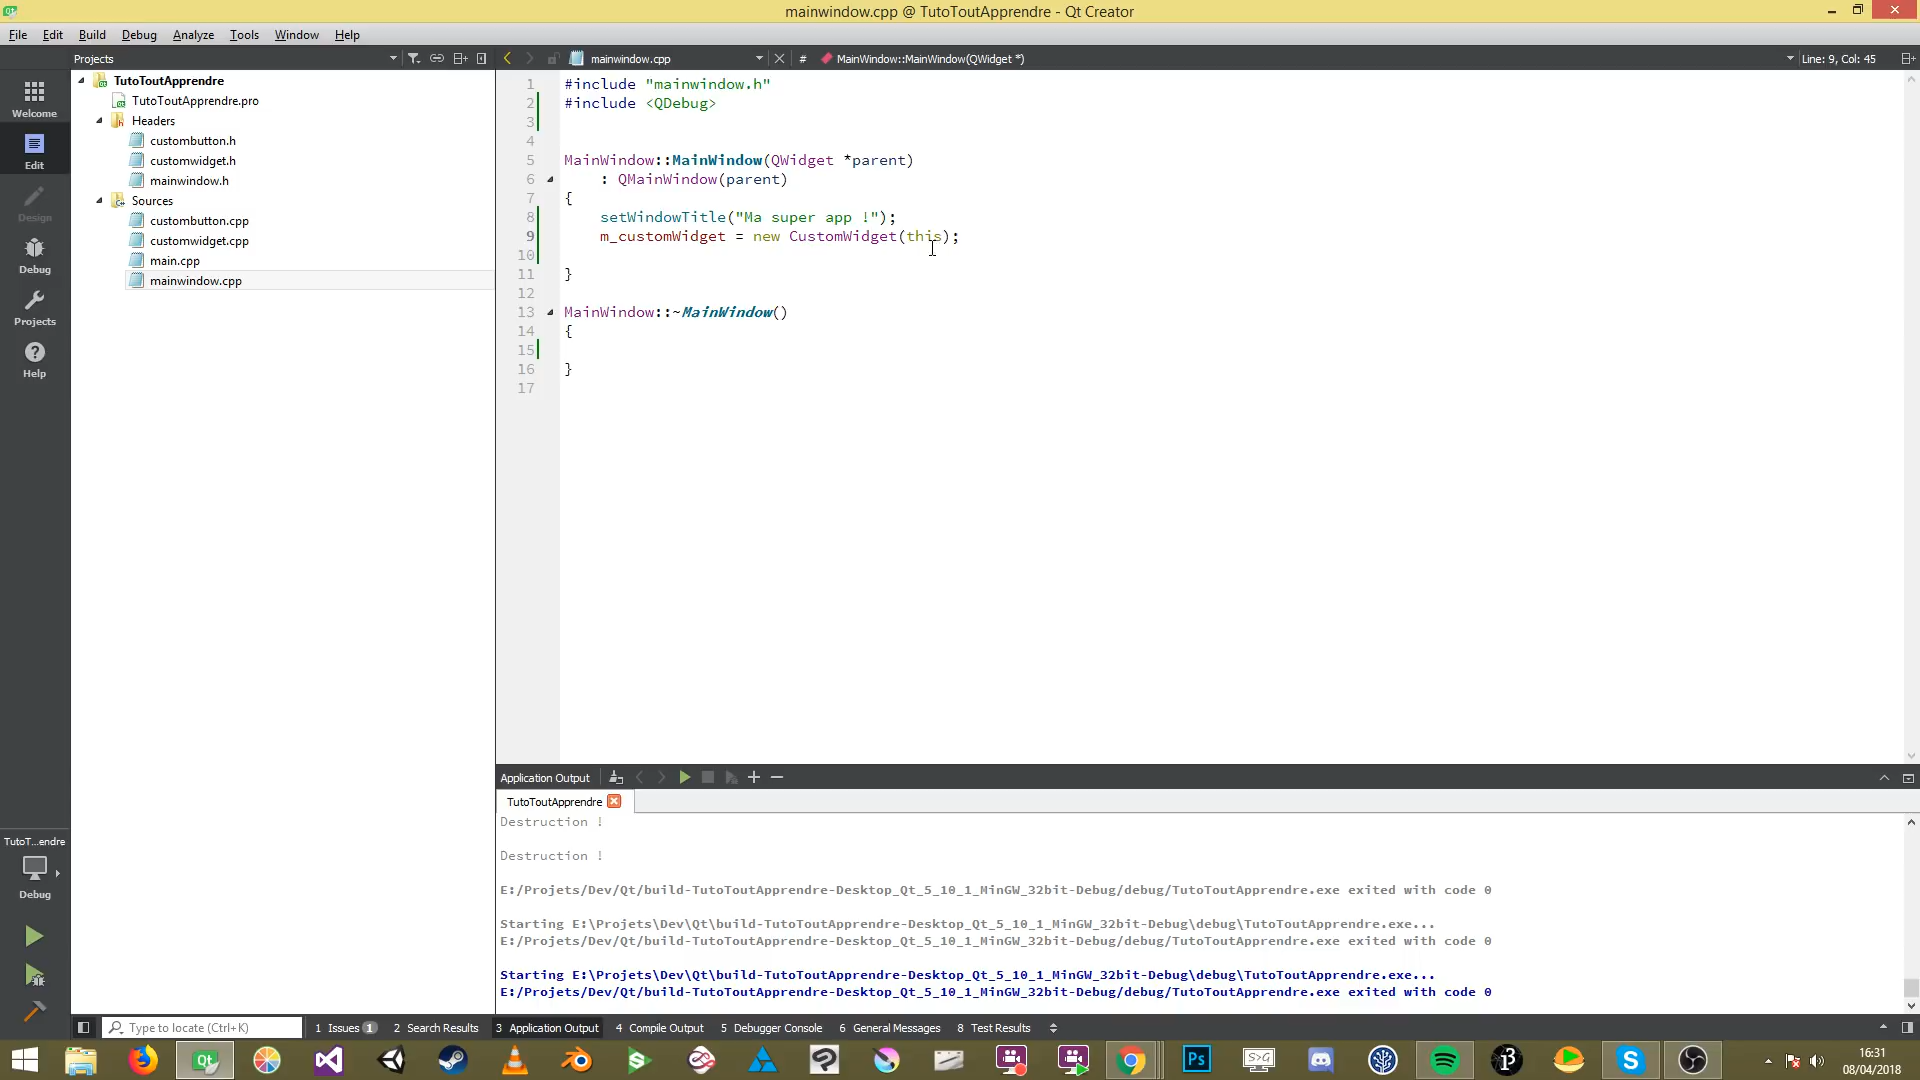 mainwindow.cpp @ TutoToutApprendre - Qt Creator
File Edit Build Debug Analyze Tools Window Help
Projects
mainwindow.cpp
# MainWindow::MainWindow(QWidget *)
Line: 9, Col: 45
Welcome
Edit
Design
Debug
Projects
Help
TutoToutApprendre
TutoToutApprendre.pro
Headers
custombutton.h
customwidget.h
mainwindow.h
Sources
custombutton.cpp
customwidget.cpp
main.cpp
mainwindow.cpp
1 #include "mainwindow.h"
2 #include <QDebug>
3
4
5 MainWindow::MainWindow(QWidget *parent)
6 : QMainWindow(parent)
7 {
8 setWindowTitle("Ma super app !");
9 m_customWidget = new CustomWidget(this);
10
11 }
12
13 MainWindow::~MainWindow()
14 {
15
16 }
17
Application Output
TutoToutApprendre
Destruction !
Destruction !
E:/Projets/Dev/Qt/build-TutoToutApprendre-Desktop_Qt_5_10_1_MinGW_32bit-Debug/debug/TutoToutApprendre.exe exited with code 0
Starting E:\Projets\Dev\Qt\build-TutoToutApprendre-Desktop_Qt_5_10_1_MinGW_32bit-Debug\debug\TutoToutApprendre.exe...
E:/Projets/Dev/Qt/build-TutoToutApprendre-Desktop_Qt_5_10_1_MinGW_32bit-Debug/debug/TutoToutApprendre.exe exited with code 0
Starting E:\Projets\Dev\Qt\build-TutoToutApprendre-Desktop_Qt_5_10_1_MinGW_32bit-Debug\debug\TutoToutApprendre.exe...
E:/Projets/Dev/Qt/build-TutoToutApprendre-Desktop_Qt_5_10_1_MinGW_32bit-Debug/debug/TutoToutApprendre.exe exited with code 0
TutoT...endre
Debug
Type to locate (Ctrl+K)
1 Issues 1
2 Search Results
3 Application Output
4 Compile Output
5 Debugger Console
6 General Messages
8 Test Results
Qt
Ps
S>G
i3
S
16:31
08/04/2018